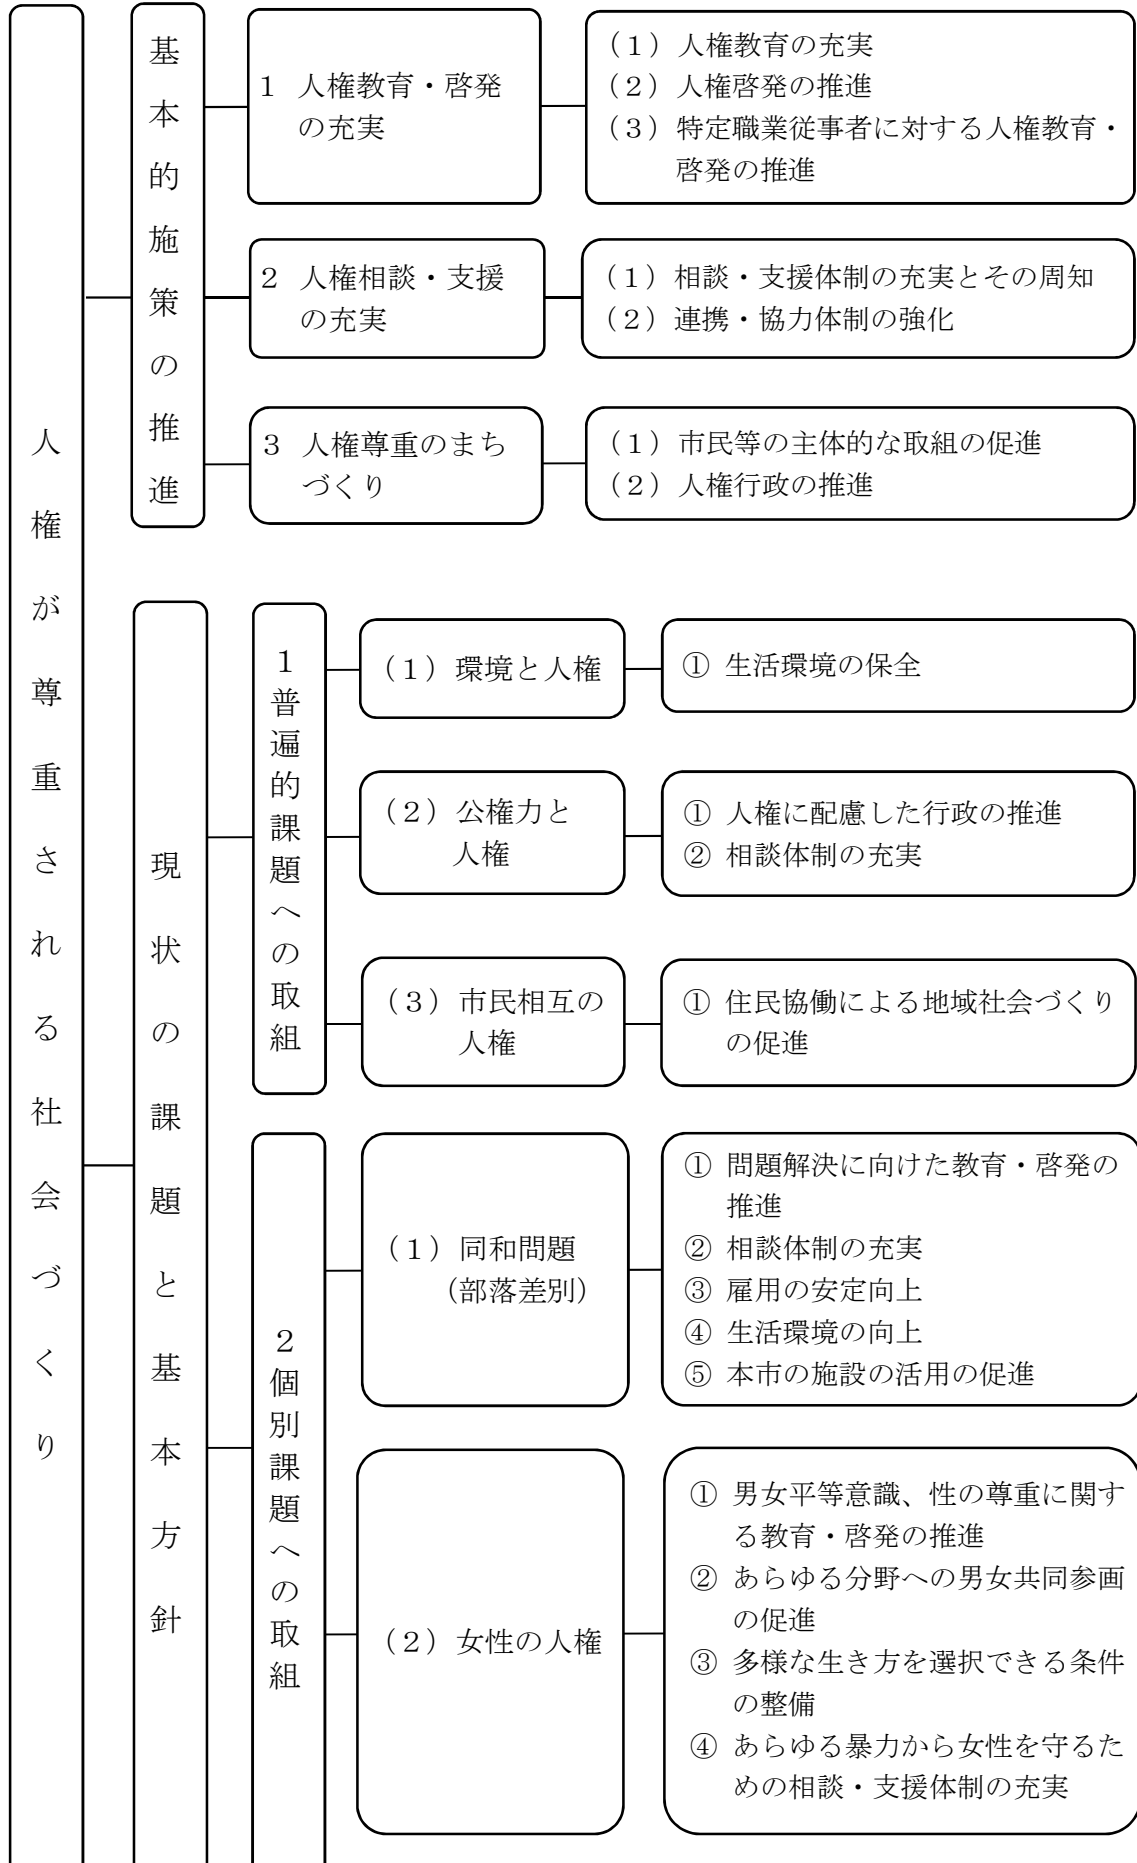 人権が尊重される社会づくり
基本的施策の推進
1 人権教育・啓発
の充実
(1)人権教育の充実
(2)人権啓発の推進
(3)特定職業従事者に対する人権教育・
啓発の推進
2 人権相談・支援
の充実
(1)相談・支援体制の充実とその周知
(2)連携・協力体制の強化
3 人権尊重のまち
づくり
(1)市民等の主体的な取組の促進
(2)人権行政の推進
現状の課題と基本方針
1普遍的課題への取組
(1)環境と人権
① 生活環境の保全
(2)公権力と
人権
① 人権に配慮した行政の推進
② 相談体制の充実
(3)市民相互の
人権
① 住民協働による地域社会づくり
の促進
2個別課題への取組
(1)同和問題
(部落差別)
① 問題解決に向けた教育・啓発の
推進
② 相談体制の充実
③ 雇用の安定向上
④ 生活環境の向上
⑤ 本市の施設の活用の促進
(2)女性の人権
① 男女平等意識、性の尊重に関す
る教育・啓発の推進
② あらゆる分野への男女共同参画
の促進
③ 多様な生き方を選択できる条件
の整備
④ あらゆる暴力から女性を守るた
めの相談・支援体制の充実